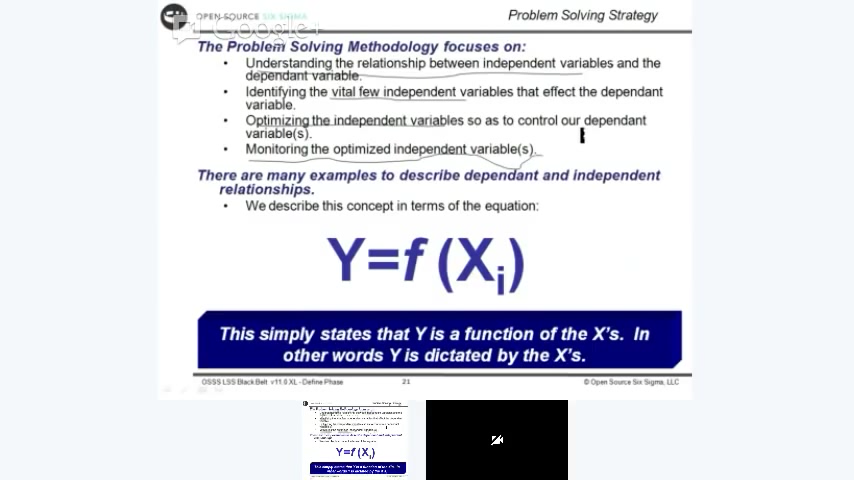 OPEN-SOURCE SIX SIGMA
Google+
Problem Solving Strategy
The Problem Solving Methodology focuses on:
• Understanding the relationship between independent variables and the
dependant variable.
• Identifying the vital few independent variables that effect the dependant
variable.
• Optimizing the independent variables so as to control our dependant
variable(s).
• Monitoring the optimized independent variable(s).
There are many examples to describe dependant and independent
relationships.
• We describe this concept in terms of the equation:
Y=f (Xi)
This simply states that Y is a function of the X's. In
other words Y is dictated by the X's.
OSSS LSS Black Belt v11.0 XL - Define Phase
21
© Open Source Six Sigma, LLC
Y=f (Xi)